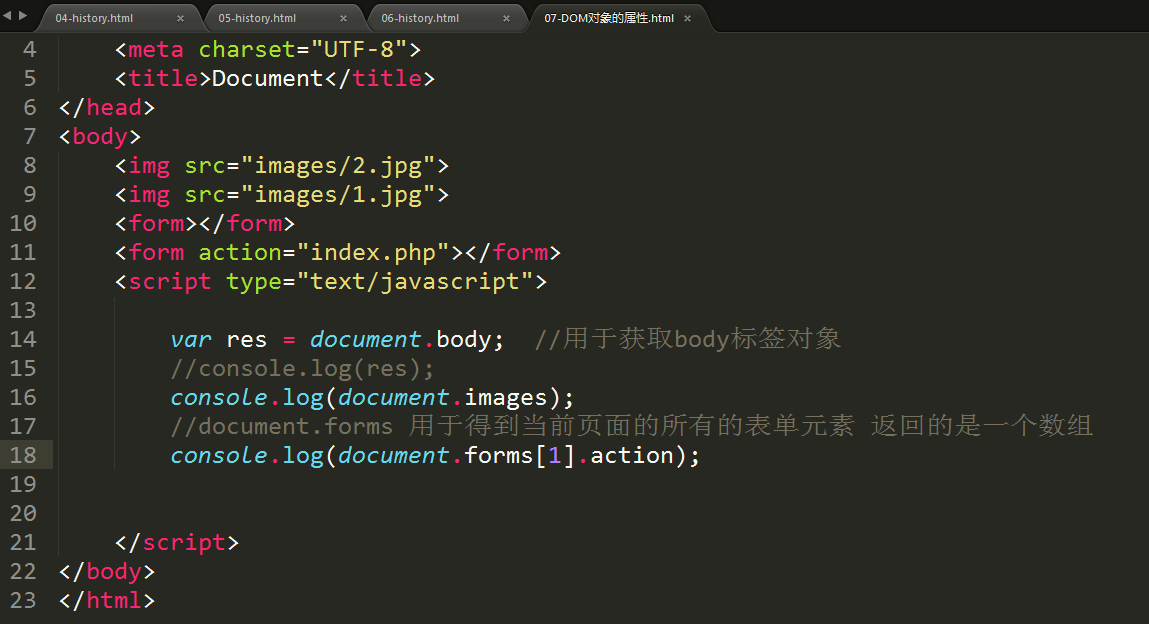 04-history.html × 05-history.html × 06-history.html × 07-DOM对象的属性.html ×
4 <meta charset="UTF-8">
5 <title>Document</title>
6 </head>
7 <body>
8 <img src="images/2.jpg">
9 <img src="images/1.jpg">
10 <form></form>
11 <form action="index.php"></form>
12 <script type="text/javascript">
13
14 var res = document.body; //用于获取body标签对象
15 //console.log(res);
16 console.log(document.images);
17 //document.forms 用于得到当前页面的所有的表单元素 返回的是一个数组
18 console.log(document.forms[1].action);
19
20
21 </script>
22 </body>
23 </html>